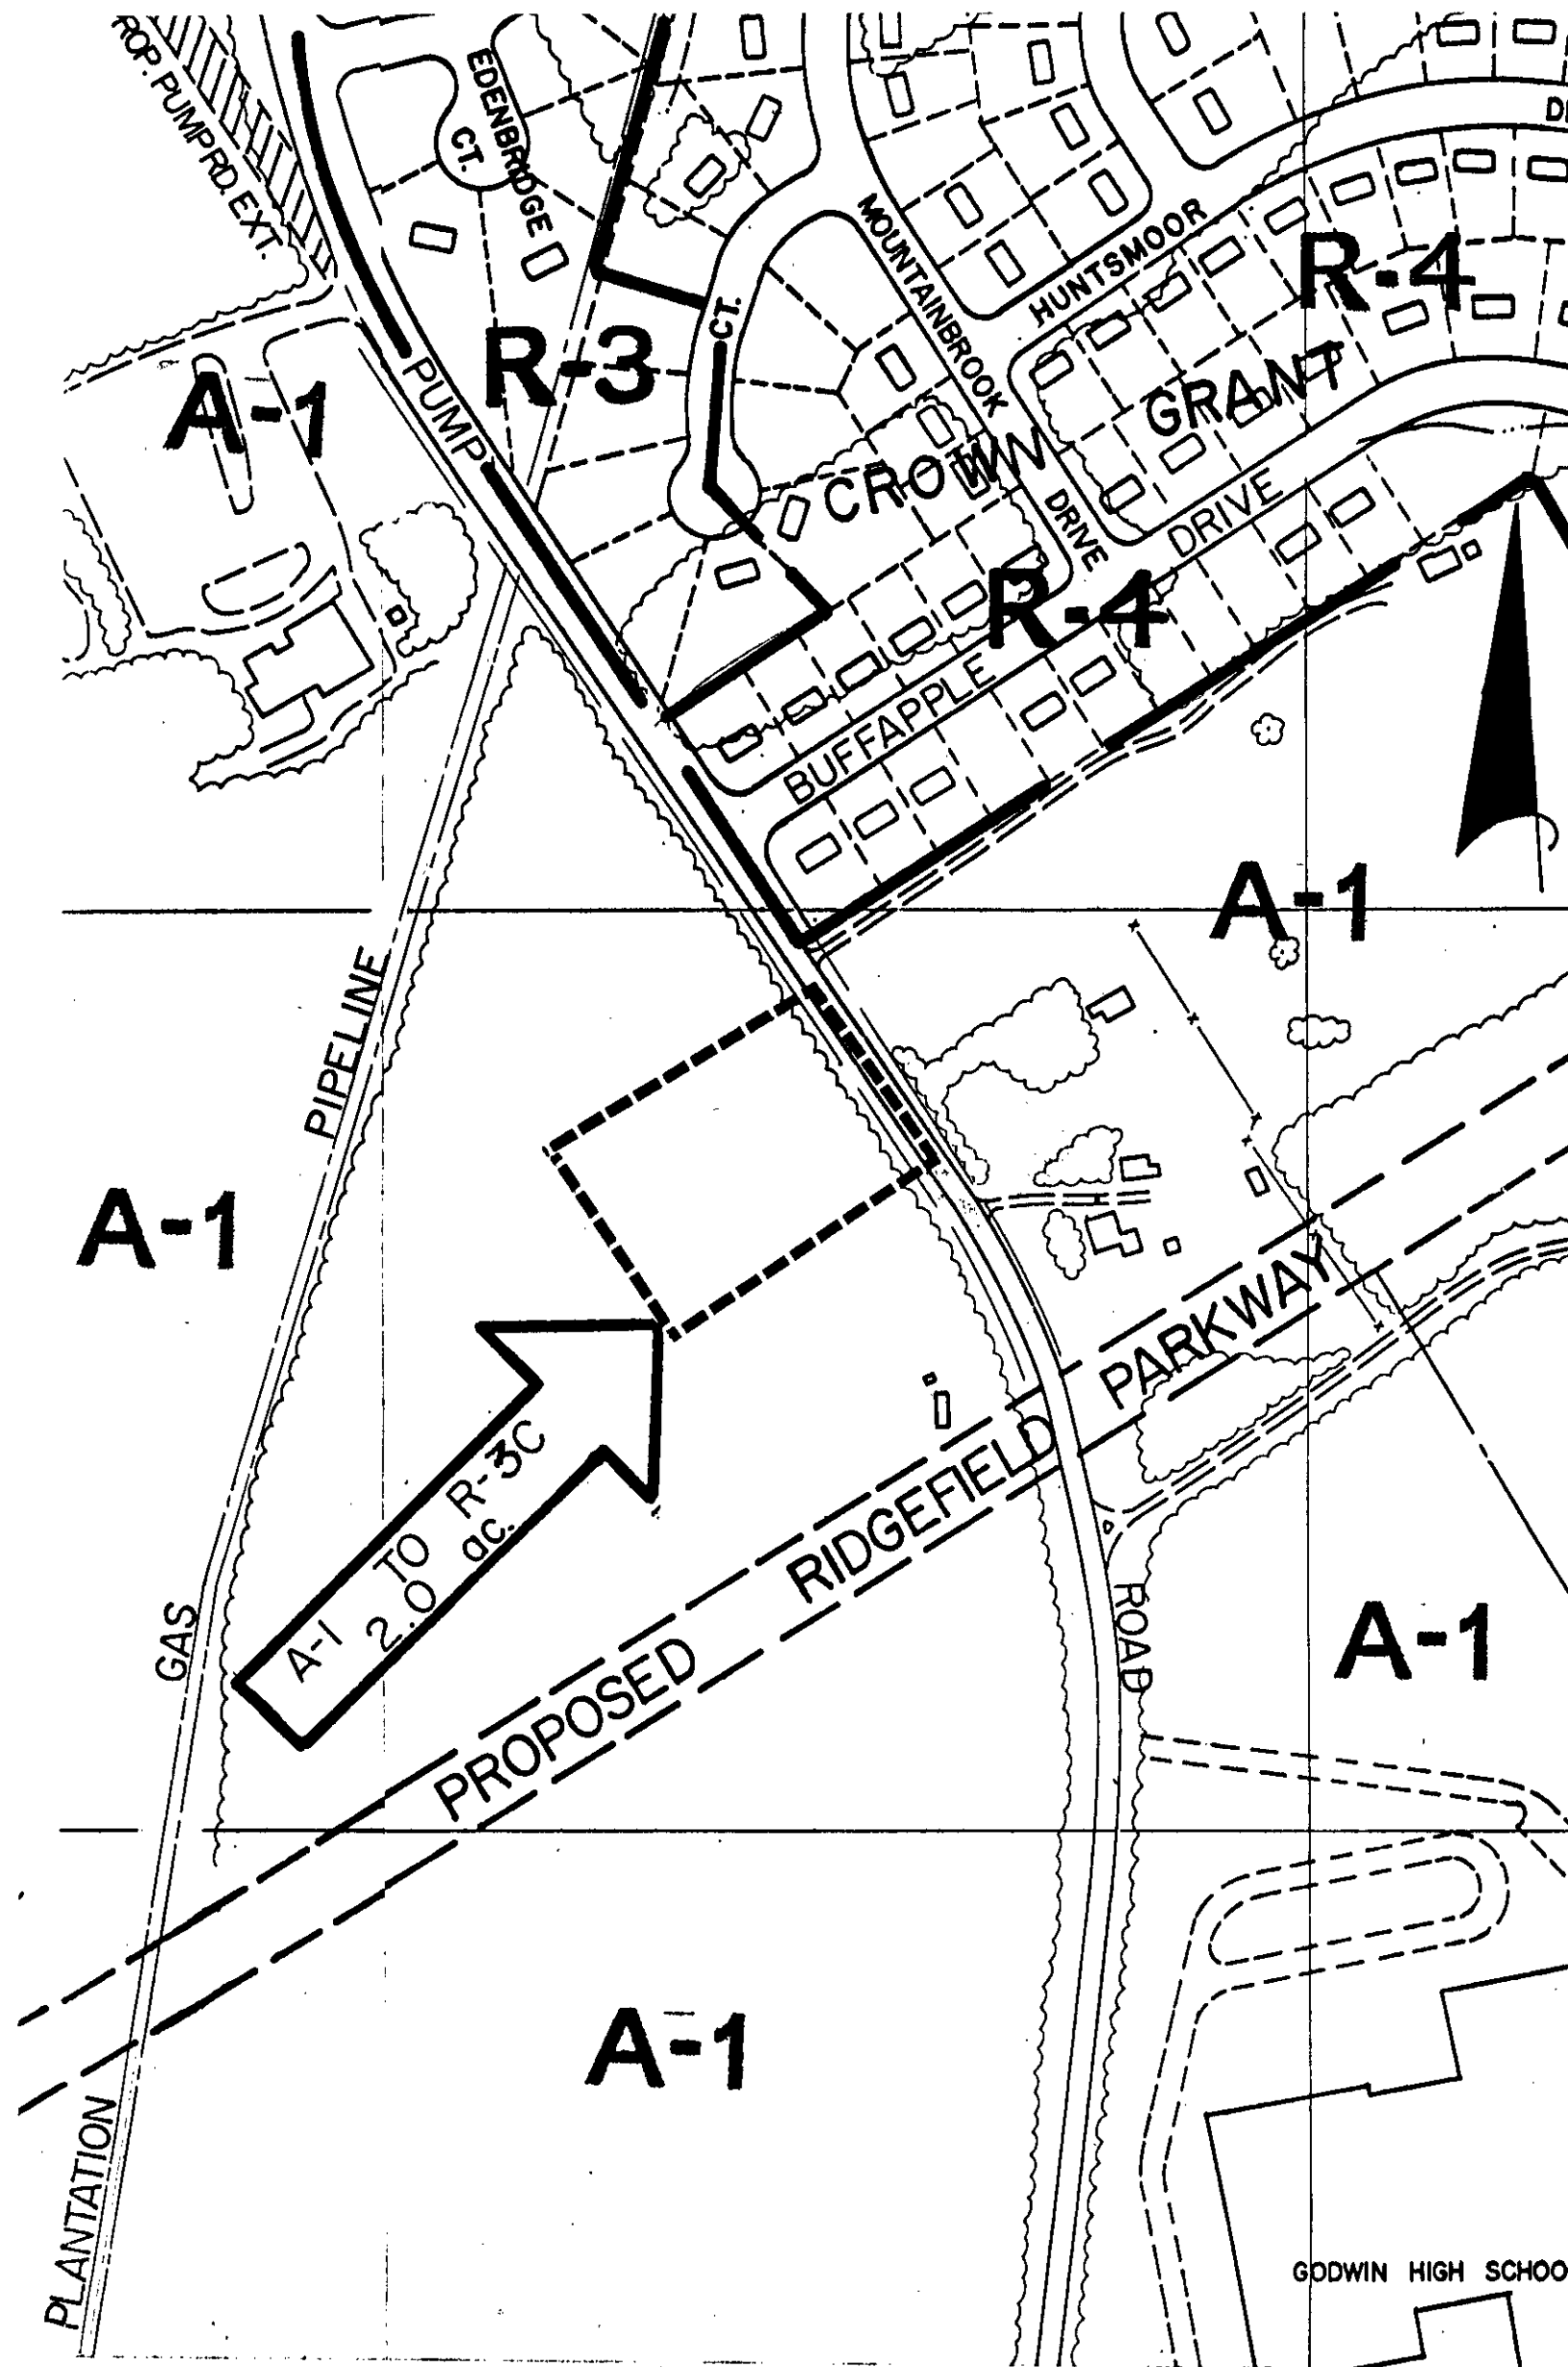 PROP. PUMP RD. EXT.
EDENBRIDGE
CT.
MOUNTAINBROOK
DRIVE
HUNTSMOOR
R-4
R-3
CT.
A-1
PUMP
GRANT
CROWN
DRIVE
R-4
BUFFAPPLE
A-1
PIPELINE
A-1
PARKWAY
RIDGEFIELD
A-1 TO R-3C
2.0 ac.
GAS
ROAD
A-1
PROPOSED
A-1
PLANTATION
GODWIN HIGH SCHOO